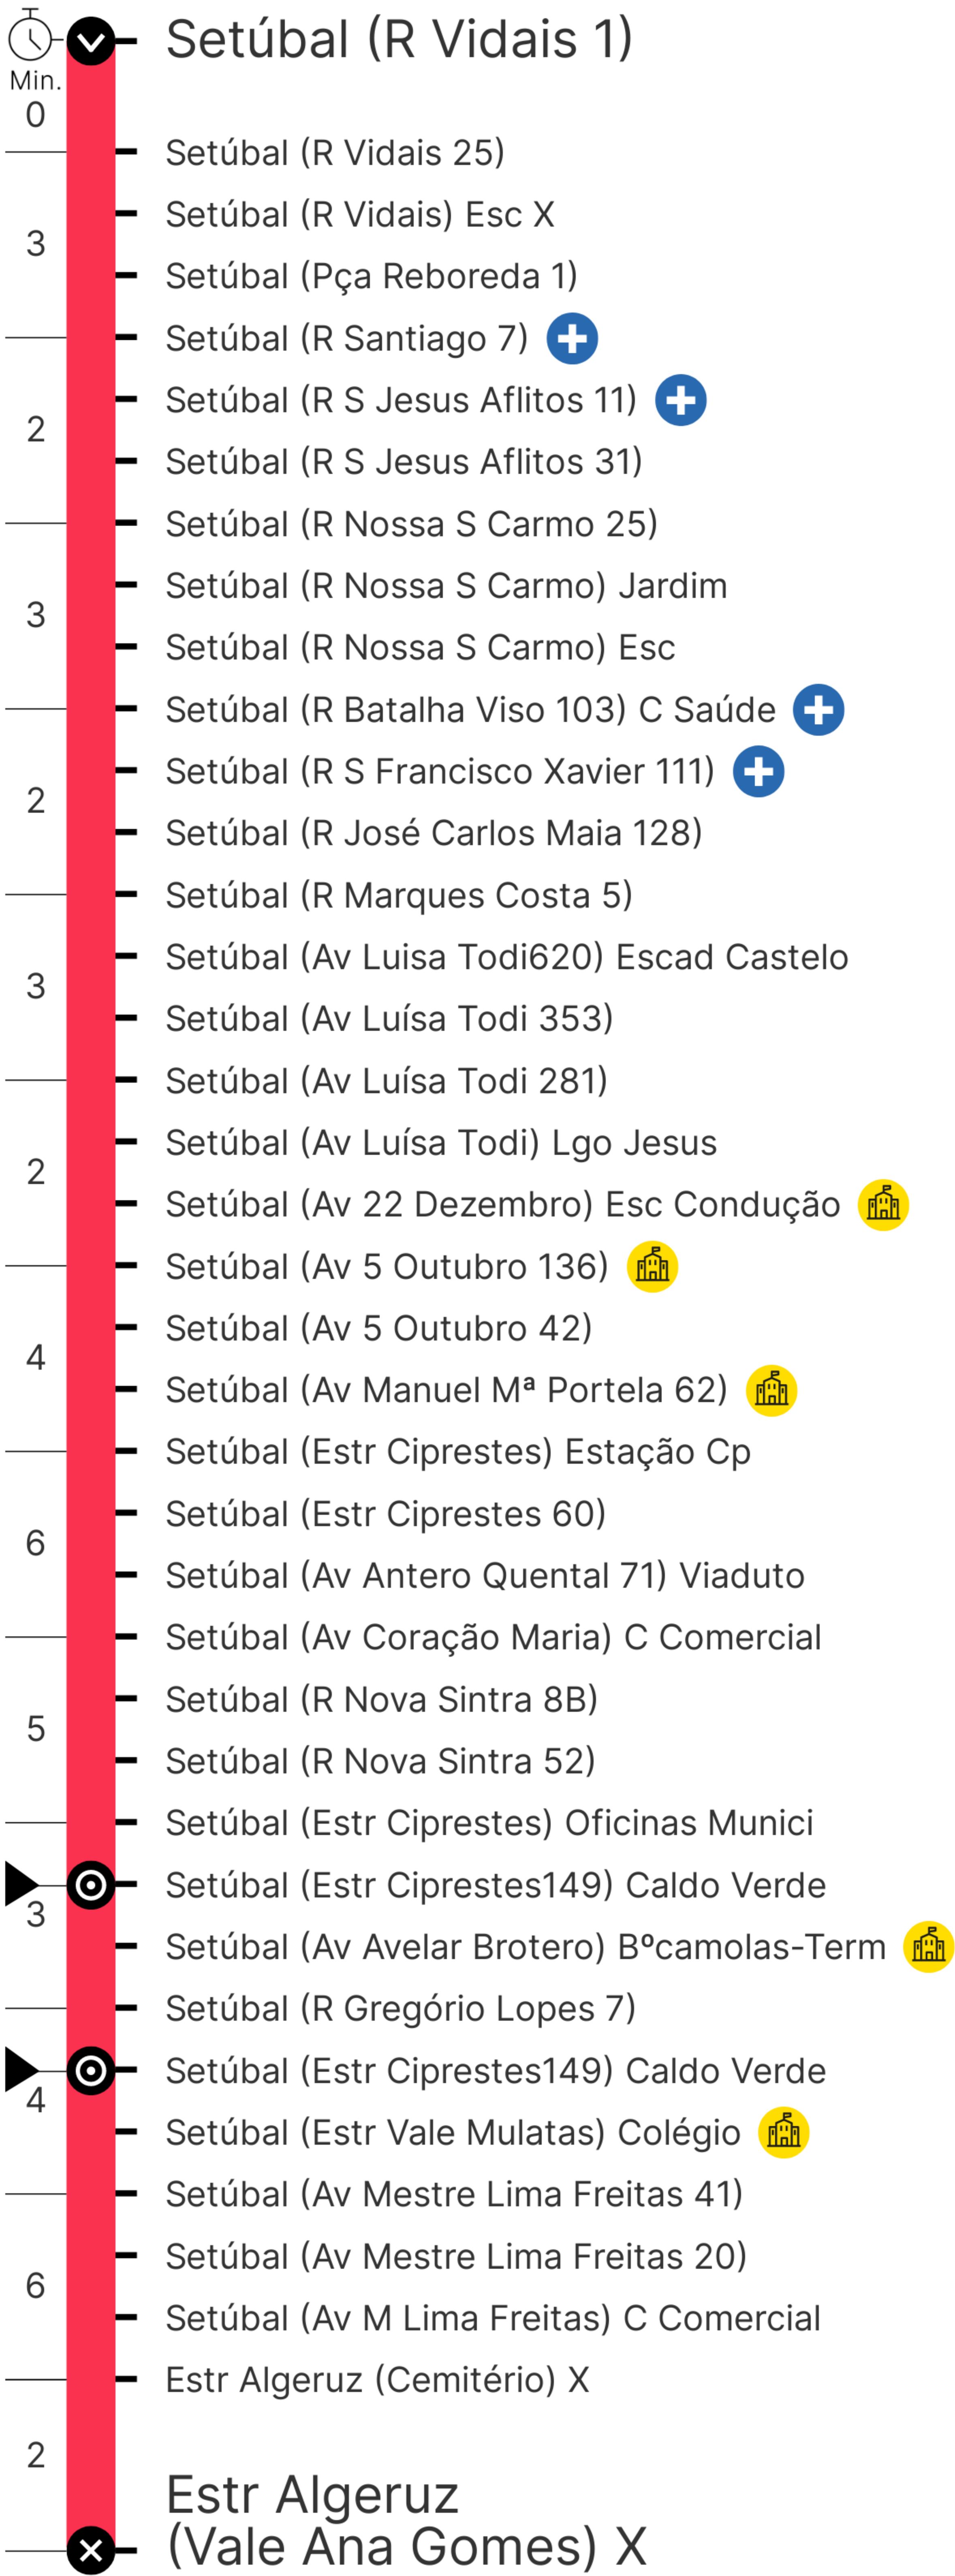 Setúbal (R Vidais 1)
Min.
0
Setúbal (R Vidais 25)
Setúbal (R Vidais) Esc X
3
Setúbal (Pça Reboreda 1)
Setúbal (R Santiago 7)
Setúbal (R S Jesus Aflitos 11)
2
Setúbal (R S Jesus Aflitos 31)
Setúbal (R Nossa S Carmo 25)
Setúbal (R Nossa S Carmo) Jardim
3
Setúbal (R Nossa S Carmo) Esc
Setúbal (R Batalha Viso 103) C Saúde
Setúbal (R S Francisco Xavier 111)
2
Setúbal (R José Carlos Maia 128)
Setúbal (R Marques Costa 5)
Setúbal (Av Luisa Todi620) Escad Castelo
3
Setúbal (Av Luísa Todi 353)
Setúbal (Av Luísa Todi 281)
Setúbal (Av Luísa Todi) Lgo Jesus
2
Setúbal (Av 22 Dezembro) Esc Condução
Setúbal (Av 5 Outubro 136)
Setúbal (Av 5 Outubro 42)
4
Setúbal (Av Manuel Mª Portela 62)
Setúbal (Estr Ciprestes) Estação Cp
Setúbal (Estr Ciprestes 60)
6
Setúbal (Av Antero Quental 71) Viaduto
Setúbal (Av Coração Maria) C Comercial
Setúbal (R Nova Sintra 8B)
5
Setúbal (R Nova Sintra 52)
Setúbal (Estr Ciprestes) Oficinas Munici
Setúbal (Estr Ciprestes149) Caldo Verde
3
Setúbal (Av Avelar Brotero) Bºcamolas-Term
Setúbal (R Gregório Lopes 7)
Setúbal (Estr Ciprestes149) Caldo Verde
4
Setúbal (Estr Vale Mulatas) Colégio
Setúbal (Av Mestre Lima Freitas 41)
Setúbal (Av Mestre Lima Freitas 20)
6
Setúbal (Av M Lima Freitas) C Comercial
Estr Algeruz (Cemitério) X
2
Estr Algeruz
(Vale Ana Gomes) X